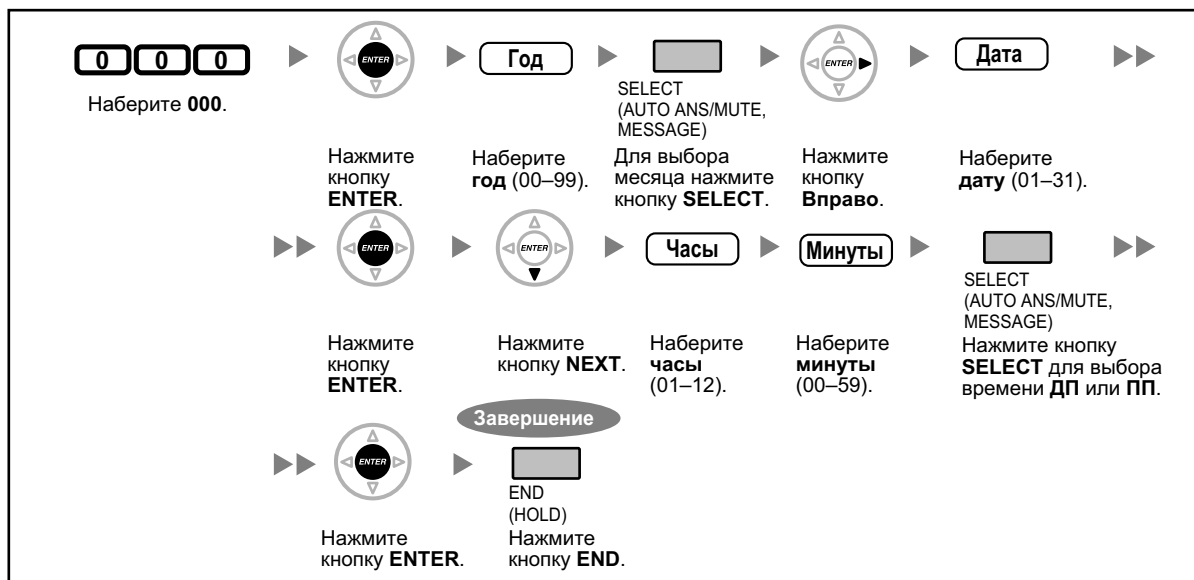 0 0 0
Наберите 000.
ENTER
Нажмите
кнопку
ENTER.
Год
Наберите
год (00–99).
SELECT
(AUTO ANS/MUTE,
MESSAGE)
Для выбора
месяца нажмите
кнопку SELECT.
ENTER
Нажмите
кнопку
Вправо.
Дата
Наберите
дату (01–31).
ENTER
Нажмите
кнопку
ENTER.
ENTER
Нажмите
кнопку NEXT.
Часы
Наберите
часы
(01–12).
Минуты
Наберите
минуты
(00–59).
SELECT
(AUTO ANS/MUTE,
MESSAGE)
Нажмите кнопку
SELECT для выбора
времени ДП или ПП.
ENTER
Нажмите
кнопку ENTER.
Завершение
END
(HOLD)
Нажмите
кнопку END.